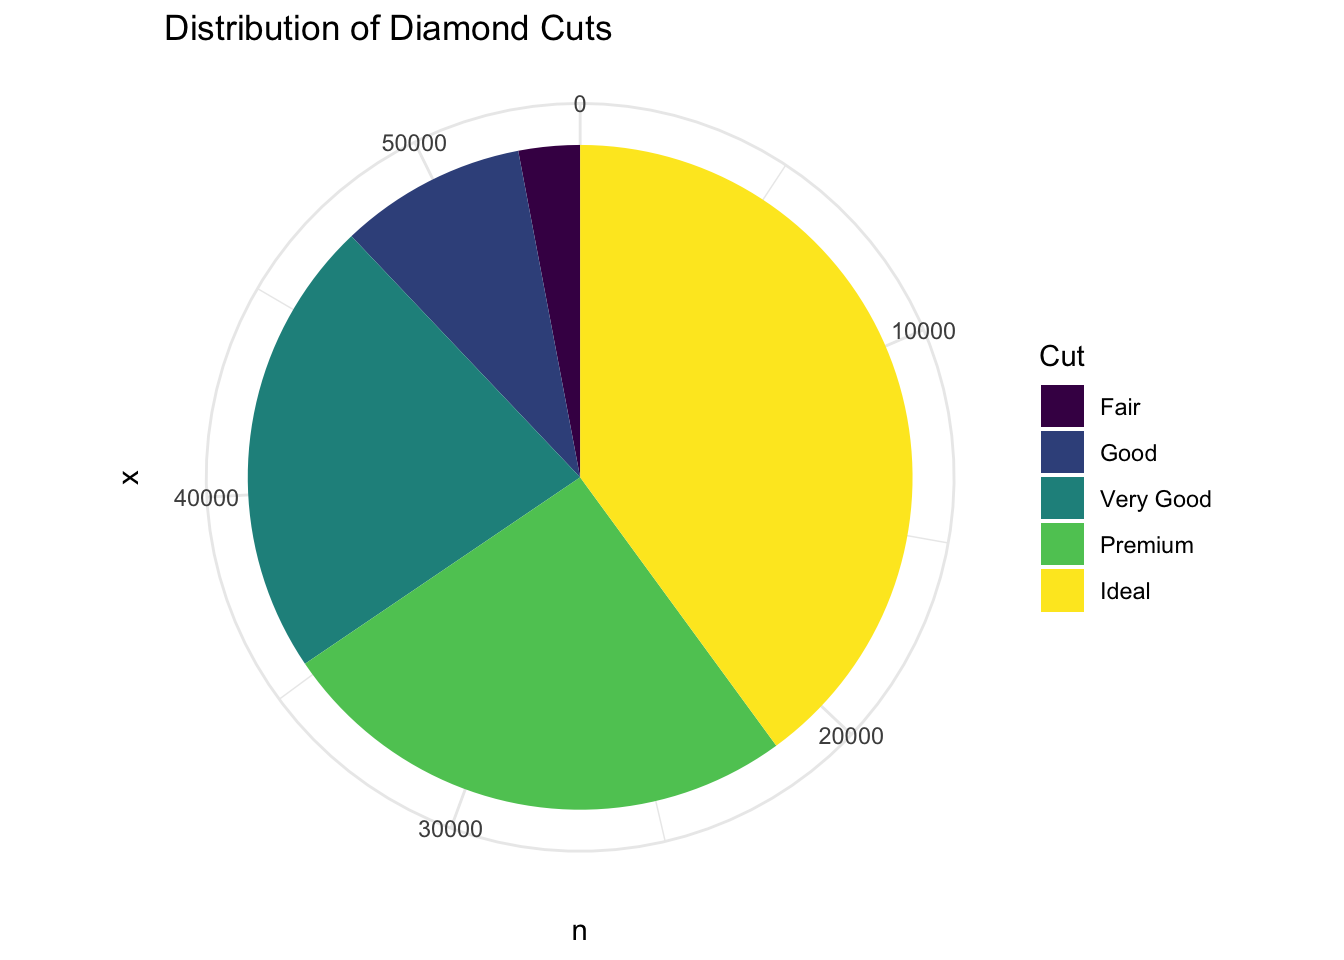 Distribution of Diamond Cuts
0
50000
10000
40000
20000
30000
x
n
Cut
Fair
Good
Very Good
Premium
Ideal